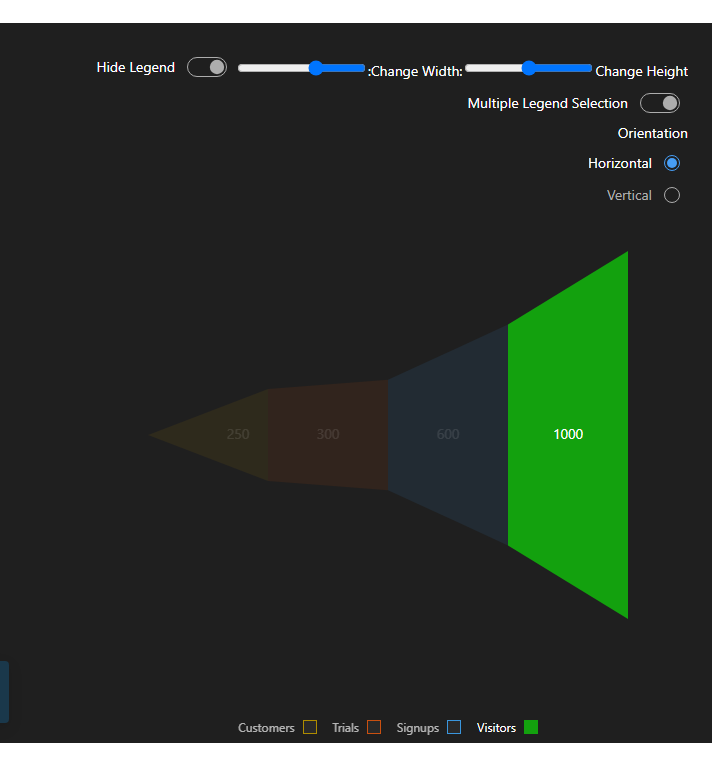 Hide Legend :Change Width: Change Height
Multiple Legend Selection
Orientation
Horizontal
Vertical
250 300 600 1000
Customers Trials Signups Visitors